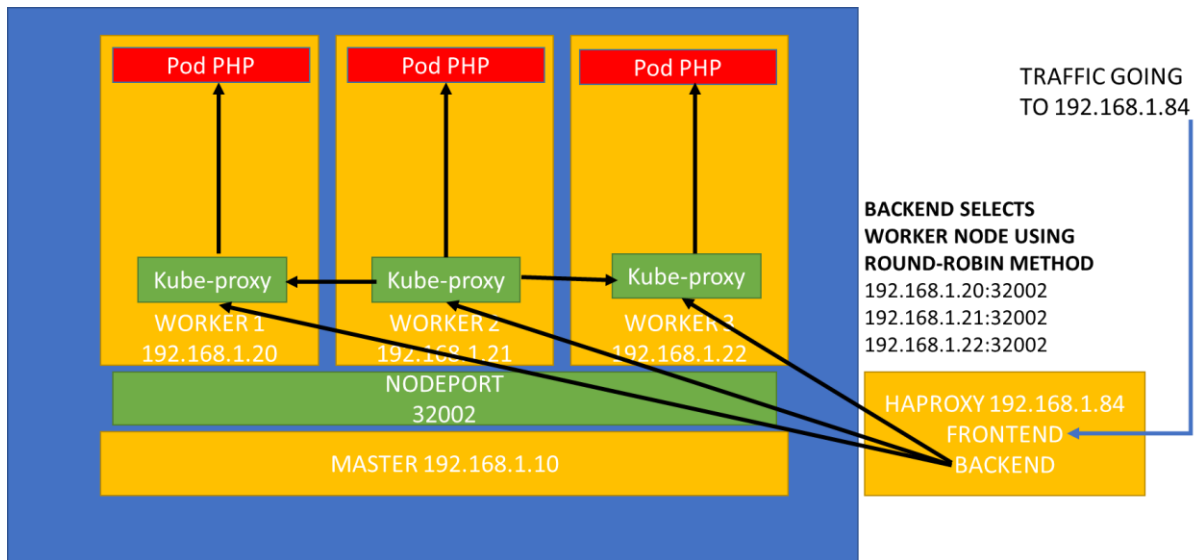 Pod PHP
Pod PHP
Pod PHP
Kube-proxy
Kube-proxy
Kube-proxy
WORKER 1
192.168.1.20
WORKER 2
192.168.1.21
WORKER 3
192.168.1.22
NODEPORT
32002
MASTER 192.168.1.10
TRAFFIC GOING
TO 192.168.1.84
BACKEND SELECTS
WORKER NODE USING
ROUND-ROBIN METHOD
192.168.1.20:32002
192.168.1.21:32002
192.168.1.22:32002
HAPROXY 192.168.1.84
FRONTEND
BACKEND